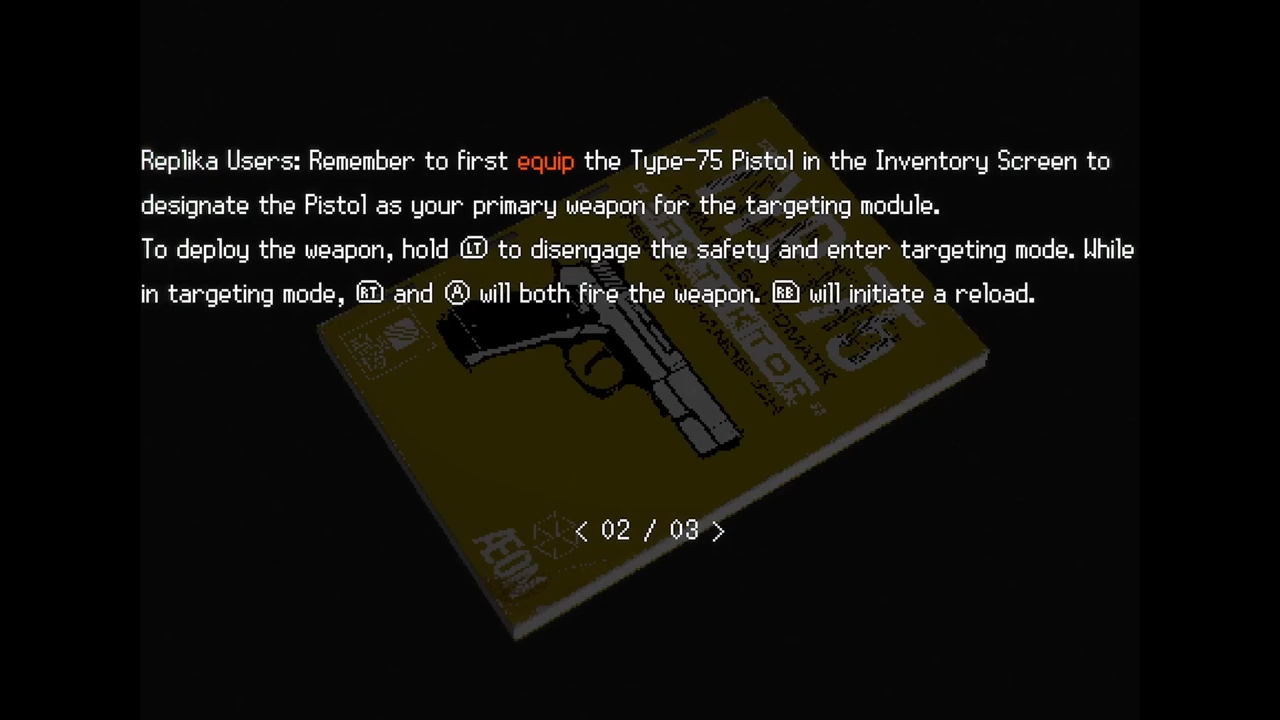 Replika Users: Remember to first equip the Type-75 Pistol in the Inventory Screen to
designate the Pistol as your primary weapon for the targeting module.
To deploy the weapon, hold LT to disengage the safety and enter targeting mode. While
in targeting mode, RT and A will both fire the weapon. RB will initiate a reload.
< 02 / 03 >
ÆON